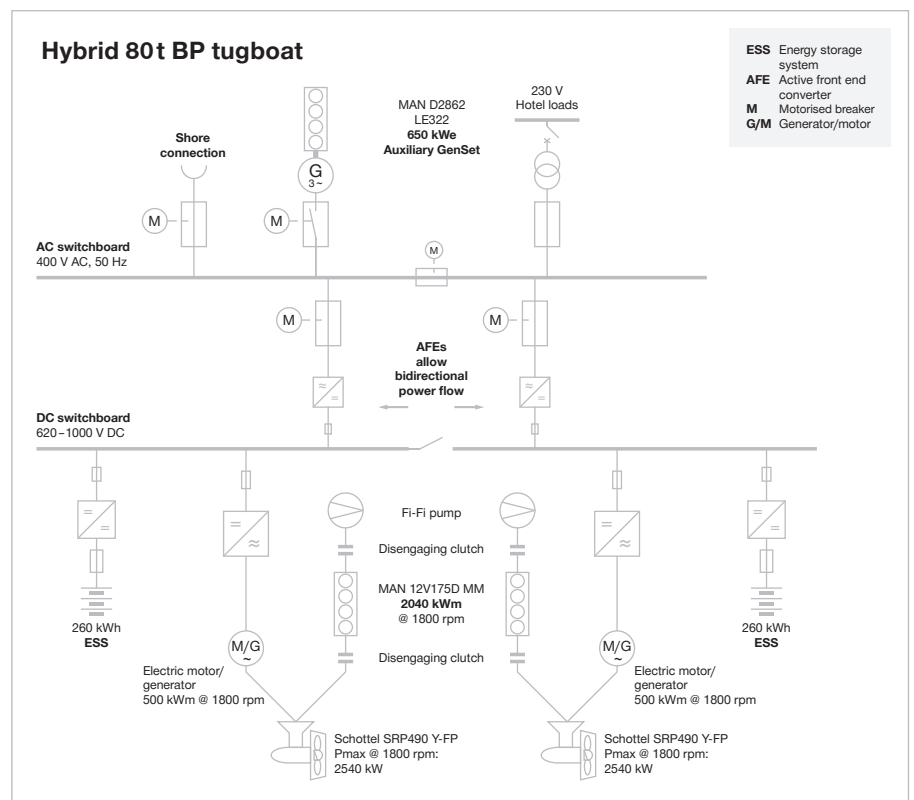 Hybrid 80 t BP tugboat
ESS Energy storage
system
AFE Active front end
converter
M Motorised breaker
G/M Generator/motor
MAN D2862
LE322
650 kWe
Auxiliary GenSet
230 V
Hotel loads
Shore
connection
G
3~
M
M
M
AC switchboard
400 V AC, 50 Hz
M
M
AFEs
allow
bidirectional
power flow
DC switchboard
620–1000 V DC
Fi-Fi pump
Disengaging clutch
MAN 12V175D MM
2040 kWm
@ 1800 rpm
Disengaging clutch
260 kWh
ESS
260 kWh
ESS
M/G
~
M/G
~
Electric motor/
generator
500 kWm @ 1800 rpm
Electric motor/
generator
500 kWm @ 1800 rpm
Schottel SRP490 Y-FP
Pmax @ 1800 rpm:
2540 kW
Schottel SRP490 Y-FP
Pmax @ 1800 rpm:
2540 kW